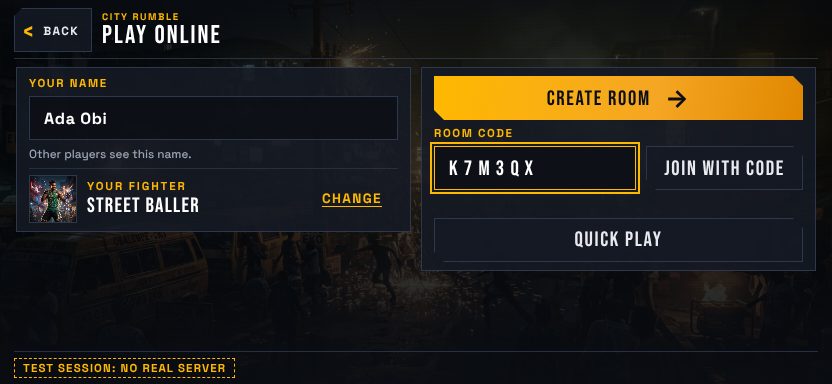 < BACK
CITY RUMBLE
PLAY ONLINE
YOUR NAME
Ada Obi
Other players see this name.
YOUR FIGHTER
STREET BALLER
CHANGE
CREATE ROOM →
ROOM CODE
K7M3QX
JOIN WITH CODE
QUICK PLAY
TEST SESSION: NO REAL SERVER